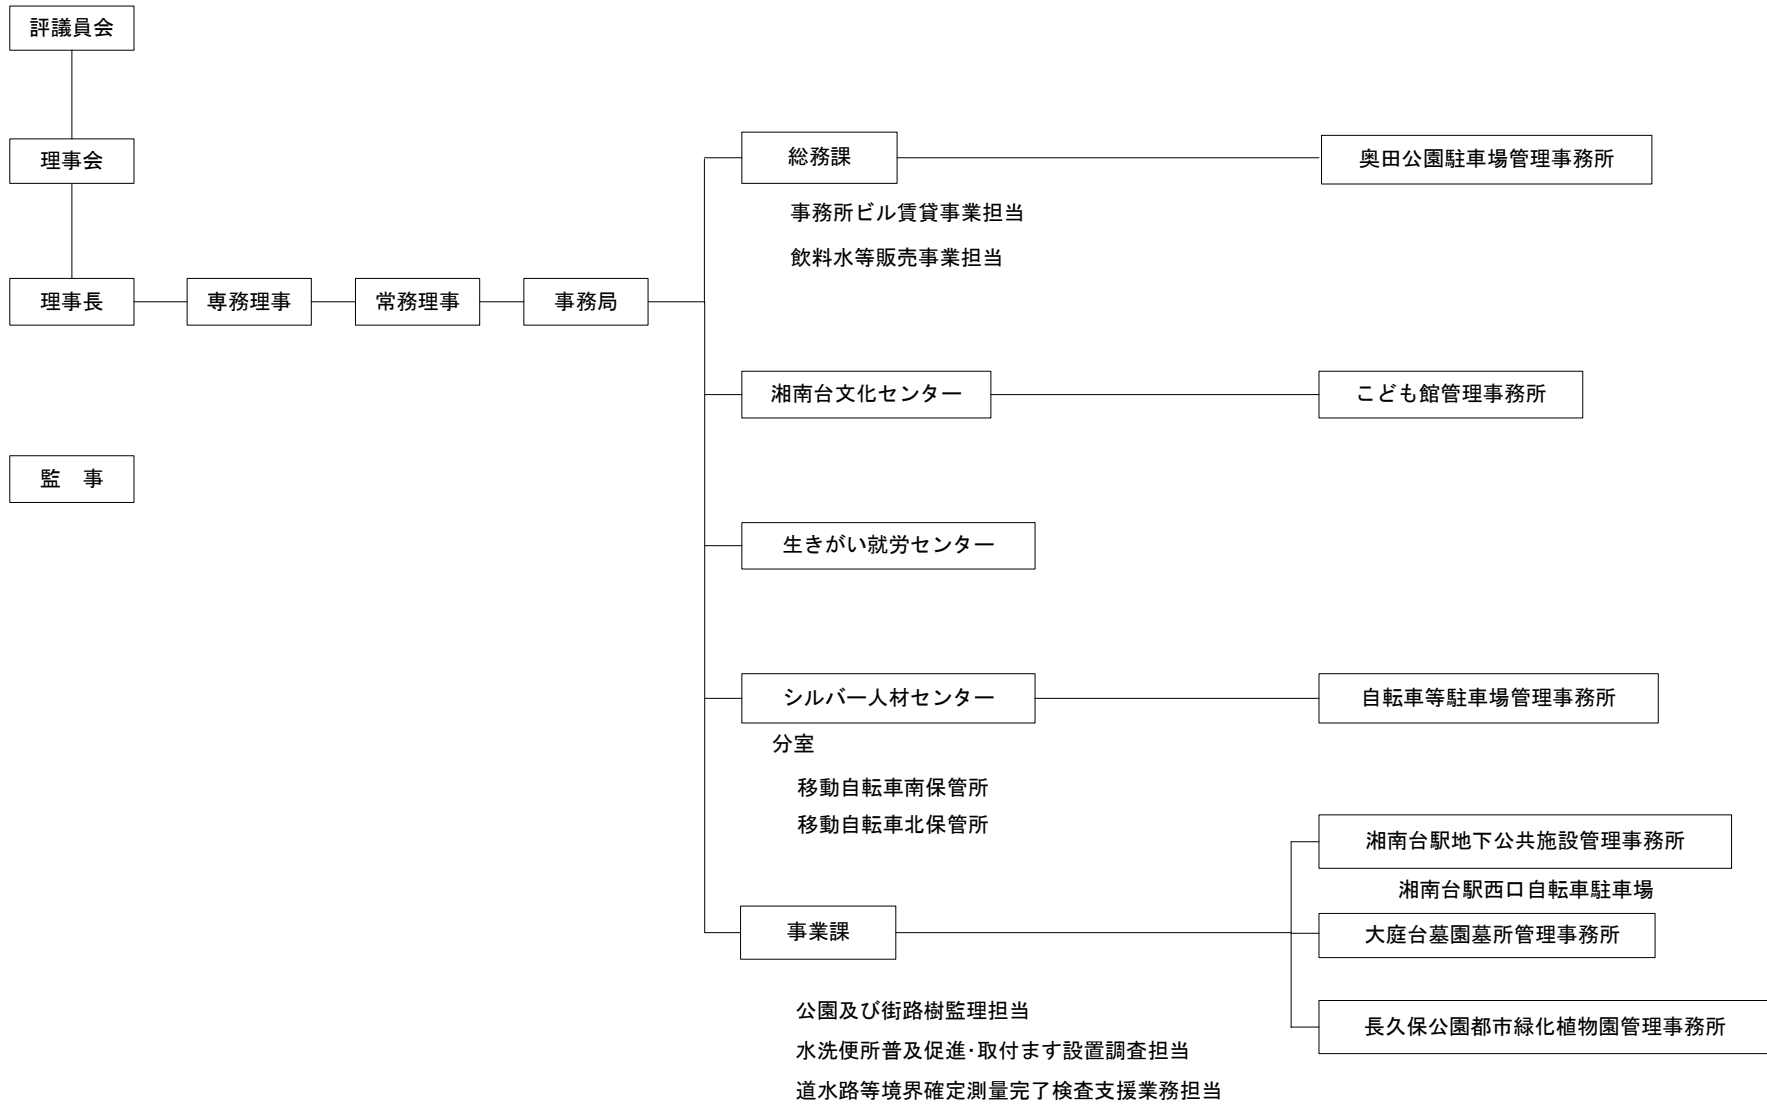 評議員会
理事会
理事長
専務理事
常務理事
事務局
監　事
総務課
事務所ビル賃貸事業担当
飲料水等販売事業担当
奥田公園駐車場管理事務所
湘南台文化センター
こども館管理事務所
生きがい就労センター
シルバー人材センター
分室
移動自転車南保管所
移動自転車北保管所
自転車等駐車場管理事務所
事業課
公園及び街路樹監理担当
水洗便所普及促進･取付ます設置調査担当
道水路等境界確定測量完了検査支援業務担当
湘南台駅地下公共施設管理事務所
湘南台駅西口自転車駐車場
大庭台墓園墓所管理事務所
長久保公園都市緑化植物園管理事務所